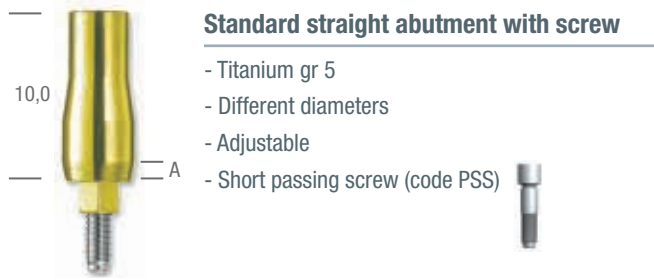 Standard straight abutment with screw
- Titanium gr 5
10,0
- Different diameters
- Adjustable
A
- Short passing screw (code PSS)